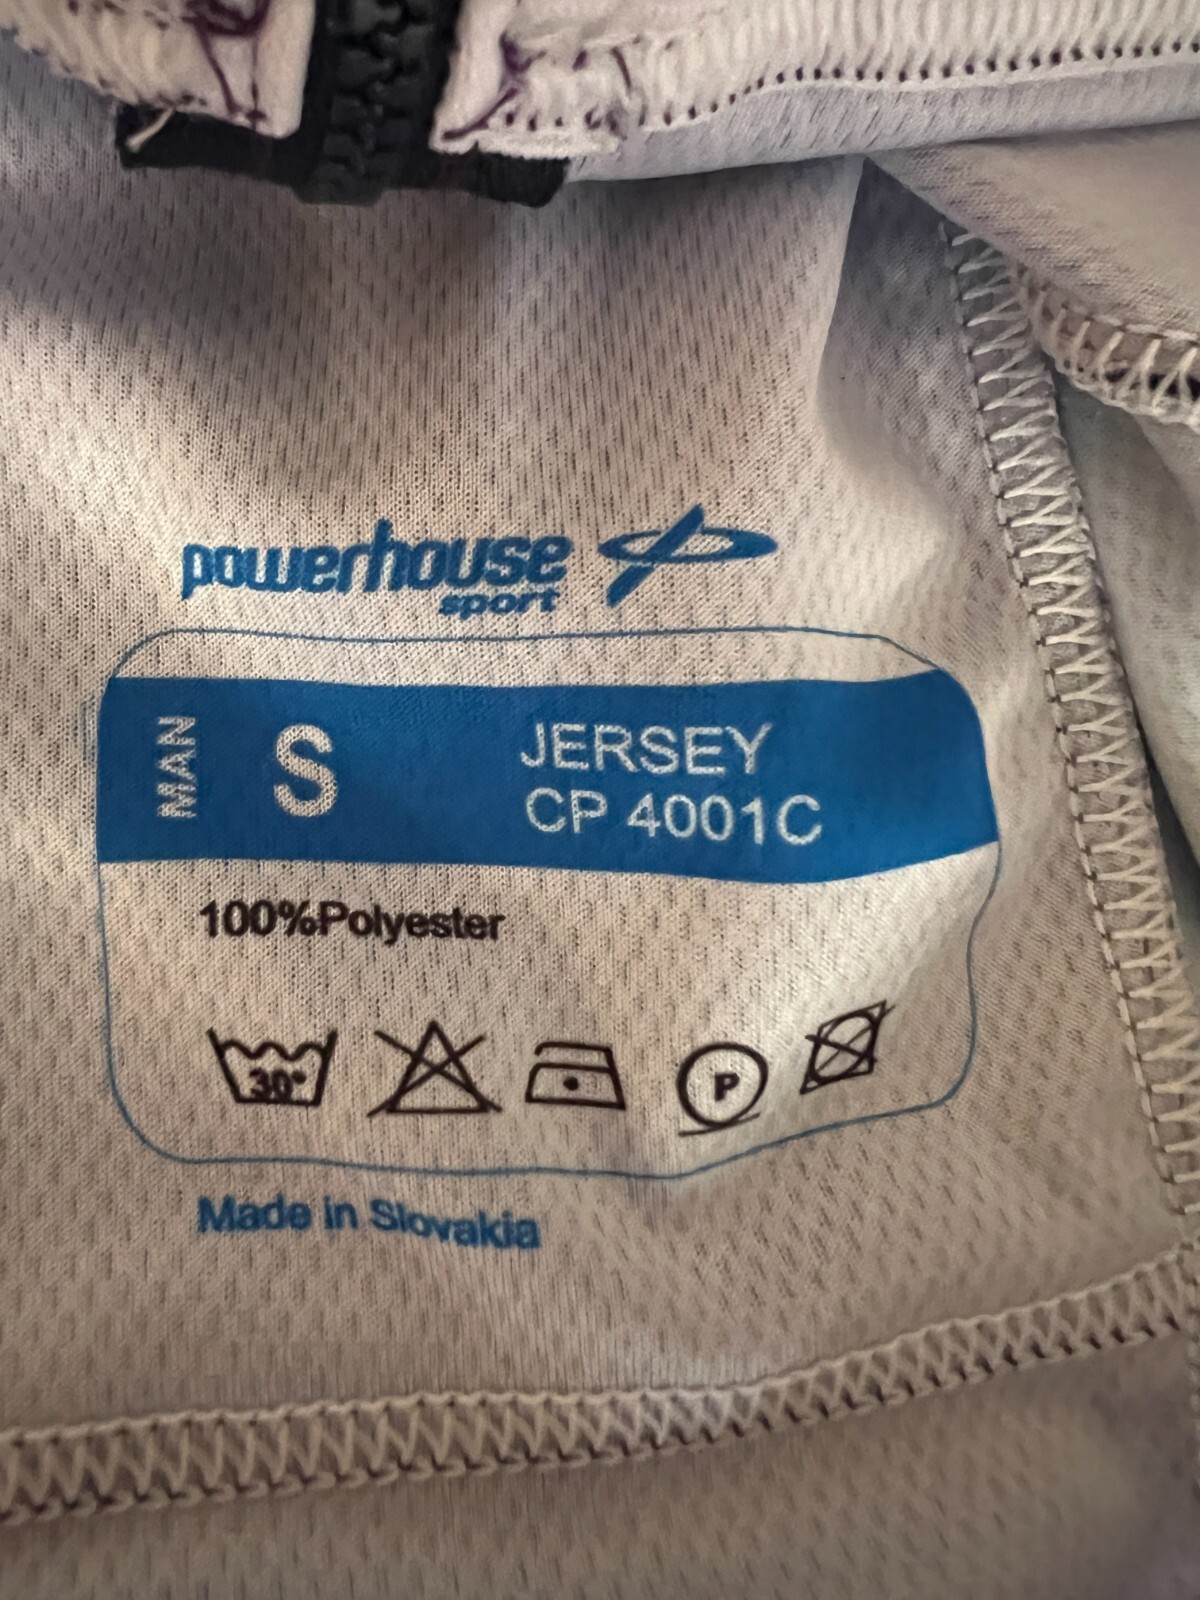 powerhouse
sport
MAN
S
JERSEY
CP 4001C
100%Polyester
30°
P
Made in Slovakia